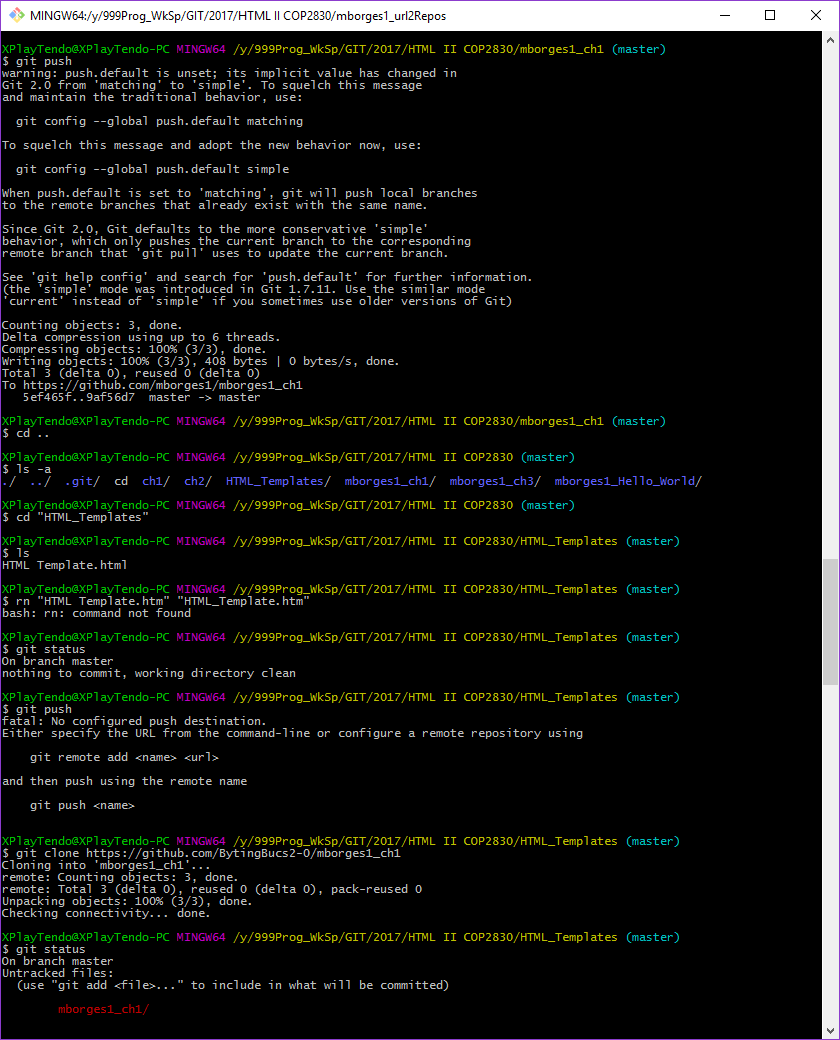 MINGW64:/y/999Prog_WkSp/GIT/2017/HTML II COP2830/mborges1_url2Repos
XPlayTendo@XPlayTendo-PC MINGW64 /y/999Prog_WkSp/GIT/2017/HTML II COP2830/mborges1_ch1 (master)
$ git push
warning: push.default is unset; its implicit value has changed in
Git 2.0 from 'matching' to 'simple'. To squelch this message
and maintain the traditional behavior, use:
  git config --global push.default matching
To squelch this message and adopt the new behavior now, use:
  git config --global push.default simple
When push.default is set to 'matching', git will push local branches
to the remote branches that already exist with the same name.
Since Git 2.0, Git defaults to the more conservative 'simple'
behavior, which only pushes the current branch to the corresponding
remote branch that 'git pull' uses to update the current branch.
See 'git help config' and search for 'push.default' for further information.
(the 'simple' mode was introduced in Git 1.7.11. Use the similar mode
'current' instead of 'simple' if you sometimes use older versions of Git)
Counting objects: 3, done.
Delta compression using up to 6 threads.
Compressing objects: 100% (3/3), done.
Writing objects: 100% (3/3), 408 bytes | 0 bytes/s, done.
Total 3 (delta 0), reused 0 (delta 0)
To https://github.com/mborges1/mborges1_ch1
   5ef465f..9af56d7  master -> master
XPlayTendo@XPlayTendo-PC MINGW64 /y/999Prog_WkSp/GIT/2017/HTML II COP2830/mborges1_ch1 (master)
$ cd ..
XPlayTendo@XPlayTendo-PC MINGW64 /y/999Prog_WkSp/GIT/2017/HTML II COP2830 (master)
$ ls -a
./  ../  .git/  cd  ch1/  ch2/  HTML_Templates/  mborges1_ch1/  mborges1_ch3/  mborges1_Hello_World/
XPlayTendo@XPlayTendo-PC MINGW64 /y/999Prog_WkSp/GIT/2017/HTML II COP2830 (master)
$ cd "HTML_Templates"
XPlayTendo@XPlayTendo-PC MINGW64 /y/999Prog_WkSp/GIT/2017/HTML II COP2830/HTML_Templates (master)
$ ls
HTML Template.html
XPlayTendo@XPlayTendo-PC MINGW64 /y/999Prog_WkSp/GIT/2017/HTML II COP2830/HTML_Templates (master)
$ rn "HTML Template.htm" "HTML_Template.htm"
bash: rn: command not found
XPlayTendo@XPlayTendo-PC MINGW64 /y/999Prog_WkSp/GIT/2017/HTML II COP2830/HTML_Templates (master)
$ git status
On branch master
nothing to commit, working directory clean
XPlayTendo@XPlayTendo-PC MINGW64 /y/999Prog_WkSp/GIT/2017/HTML II COP2830/HTML_Templates (master)
$ git push
fatal: No configured push destination.
Either specify the URL from the command-line or configure a remote repository using
    git remote add <name> <url>
and then push using the remote name
    git push <name>
XPlayTendo@XPlayTendo-PC MINGW64 /y/999Prog_WkSp/GIT/2017/HTML II COP2830/HTML_Templates (master)
$ git clone https://github.com/BytingBucs2-0/mborges1_ch1
Cloning into 'mborges1_ch1'...
remote: Counting objects: 3, done.
remote: Total 3 (delta 0), reused 0 (delta 0), pack-reused 0
Unpacking objects: 100% (3/3), done.
Checking connectivity... done.
XPlayTendo@XPlayTendo-PC MINGW64 /y/999Prog_WkSp/GIT/2017/HTML II COP2830/HTML_Templates (master)
$ git status
On branch master
Untracked files:
  (use "git add <file>..." to include in what will be committed)
        mborges1_ch1/